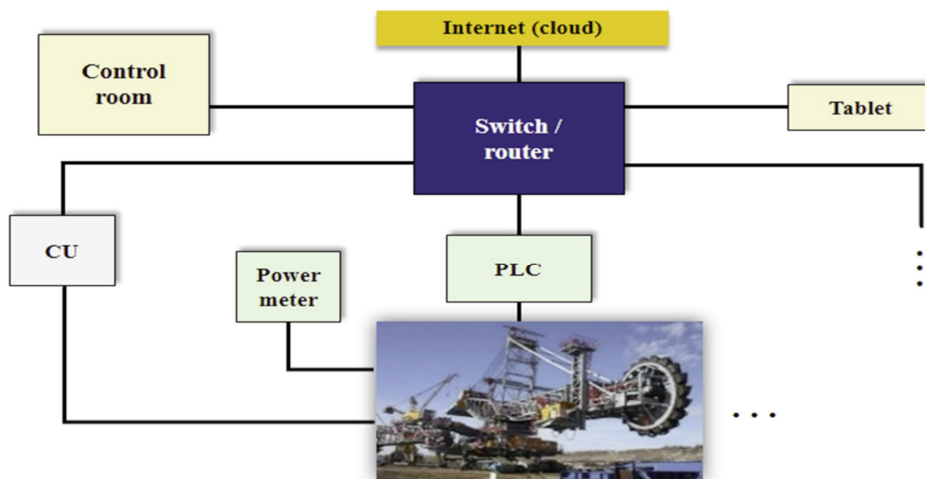 Internet (cloud)
Control
room
Switch /
router
Tablet
CU
Power
meter
PLC